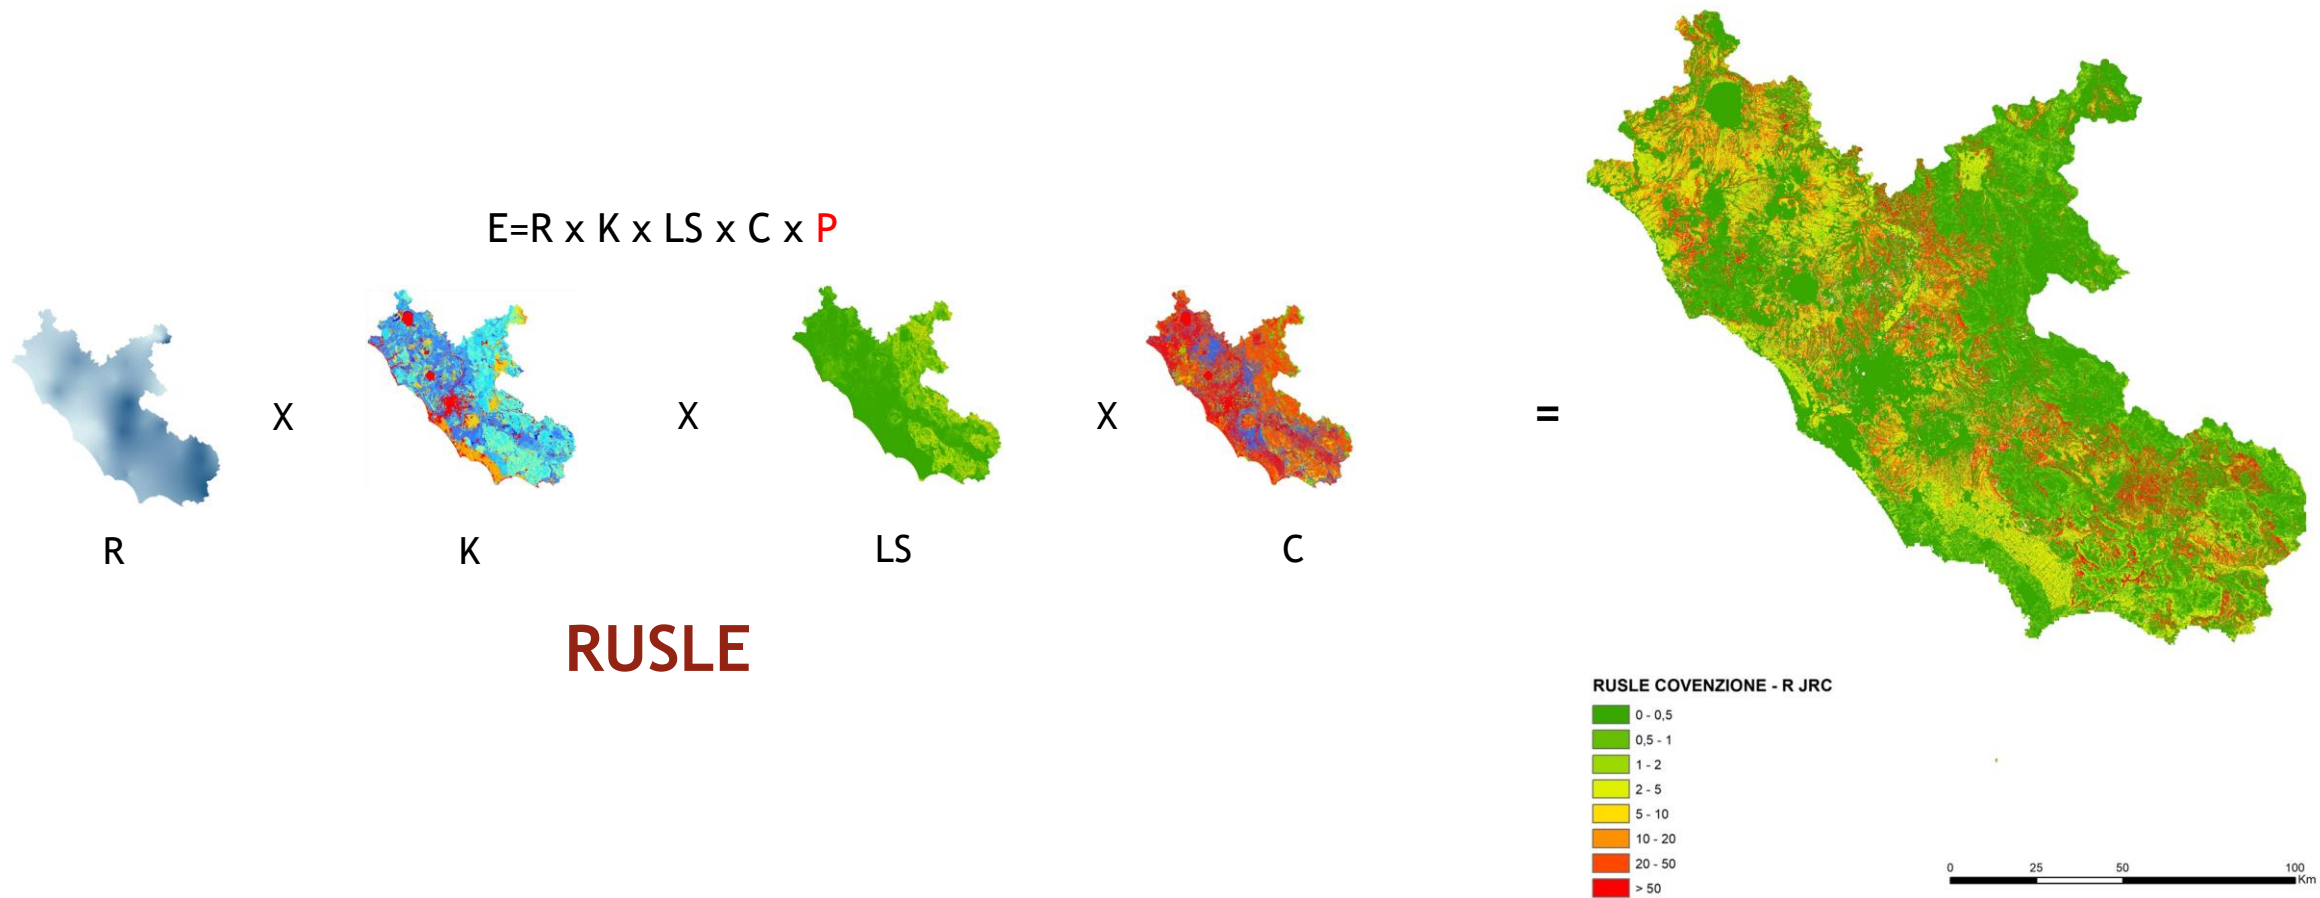 E=R x K x LS x C x P
X
X
X
=
R
K
LS
C
RUSLE
RUSLE COVENZIONE - R JRC
0 - 0,5
0,5 - 1
1 - 2
2 - 5
5 - 10
10 - 20
20 - 50
> 50
0 25 50 100
Km